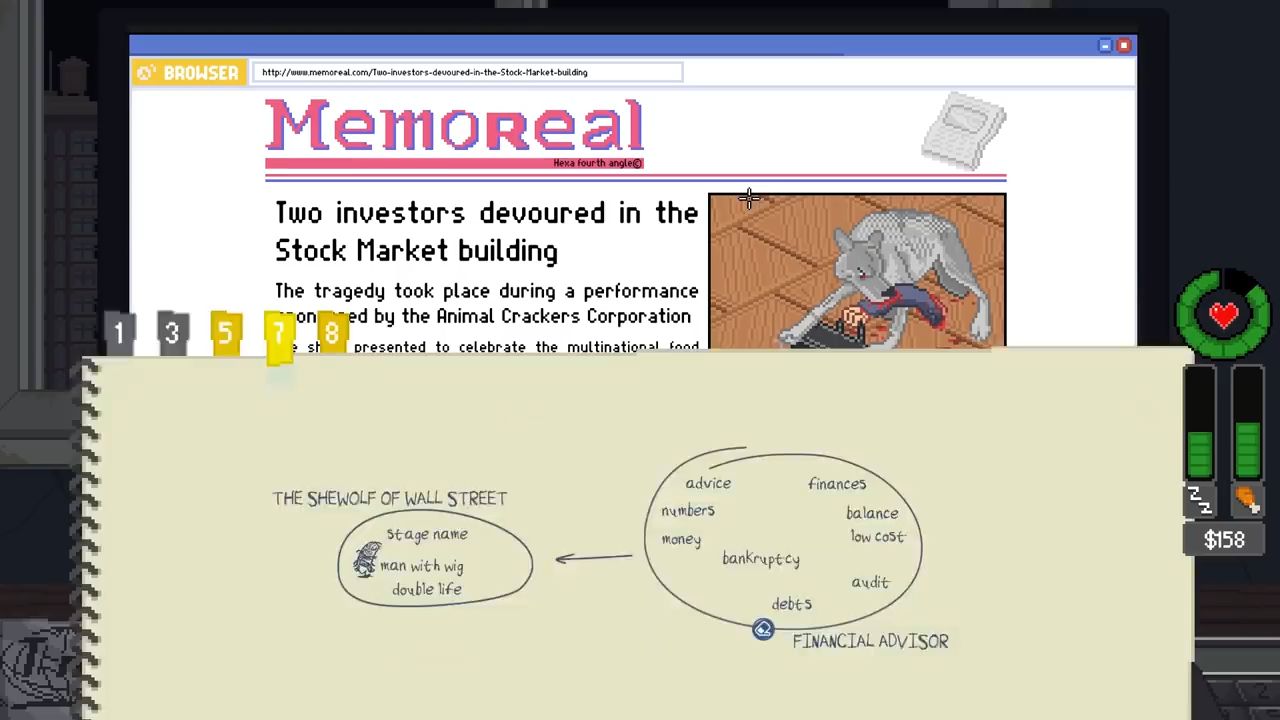 BROWSER
http://www.memoreal.com/Two-investors-devoured-in-the-Stock-Market-building
Memoreal
Hexa fourth angle©
Two investors devoured in the
Stock Market building
The tragedy took place during a performance
by the Animal Crackers Corporation
presented to celebrate the multinational food
1 3 5 7 8
THE SHEWOLF OF WALL STREET
stage name
man with wig
double life
advice finances
numbers balance
money low cost
bankruptcy
audit
debts
FINANCIAL ADVISOR
zz
$158